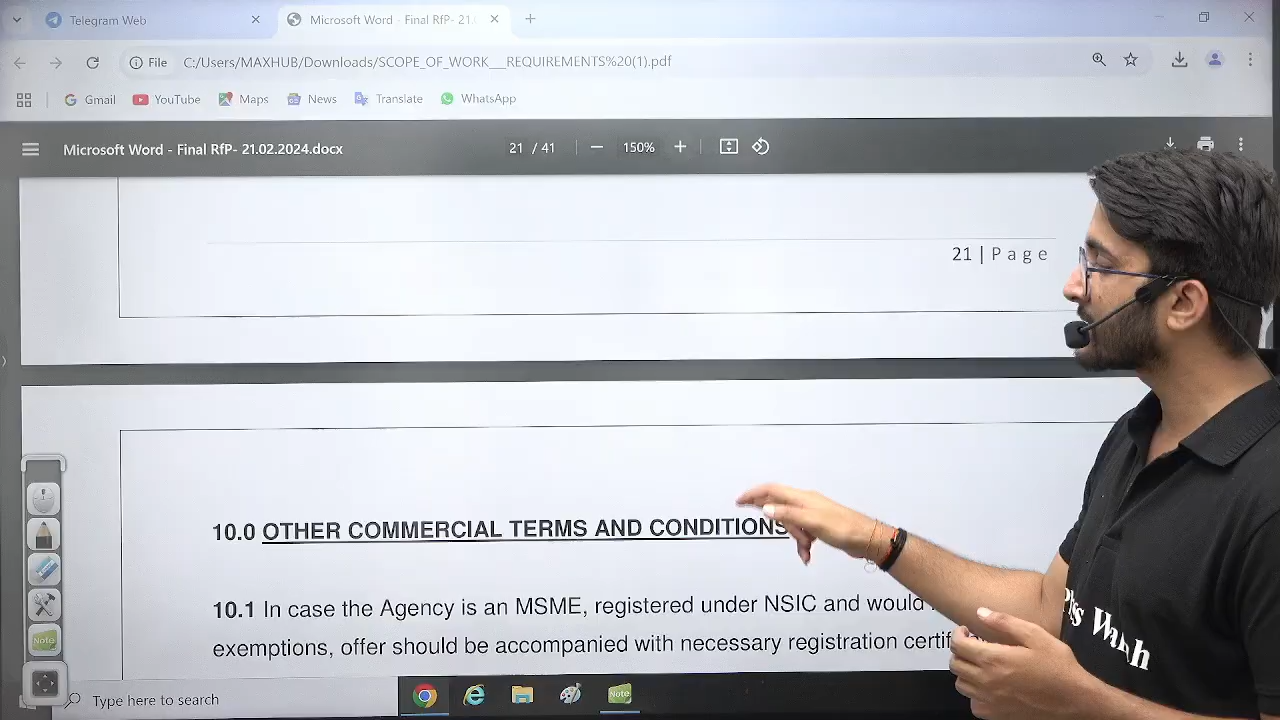 Telegram Web
Microsoft Word - Final RfP- 21.0
File C:/Users/MAXHUB/Downloads/SCOPE_OF_WORK___REQUIREMENTS%20(1).pdf
Gmail YouTube Maps News Translate WhatsApp
Microsoft Word - Final RfP- 21.02.2024.docx 21 / 41 150%
21 | P a g e
10.0 OTHER COMMERCIAL TERMS AND CONDITIONS
10.1 In case the Agency is an MSME, registered under NSIC and would
exemptions, offer should be accompanied with necessary registration
Note
Type here to search
Note